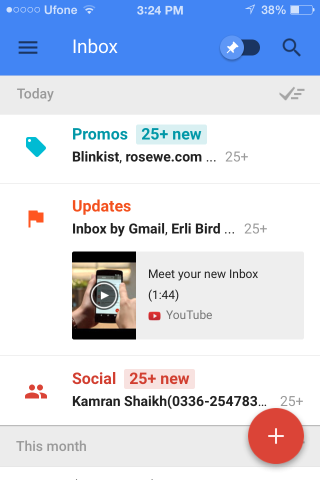 Ufone 3:24 PM 38%
Inbox
Today
Promos 25+ new
Blinkist, rosewe.com ... 25+
Updates
Inbox by Gmail, Erli Bird ... 25+
Meet your new Inbox
(1:44)
YouTube
Social 25+ new
Kamran Shaikh(0336-254783... 25+
This month